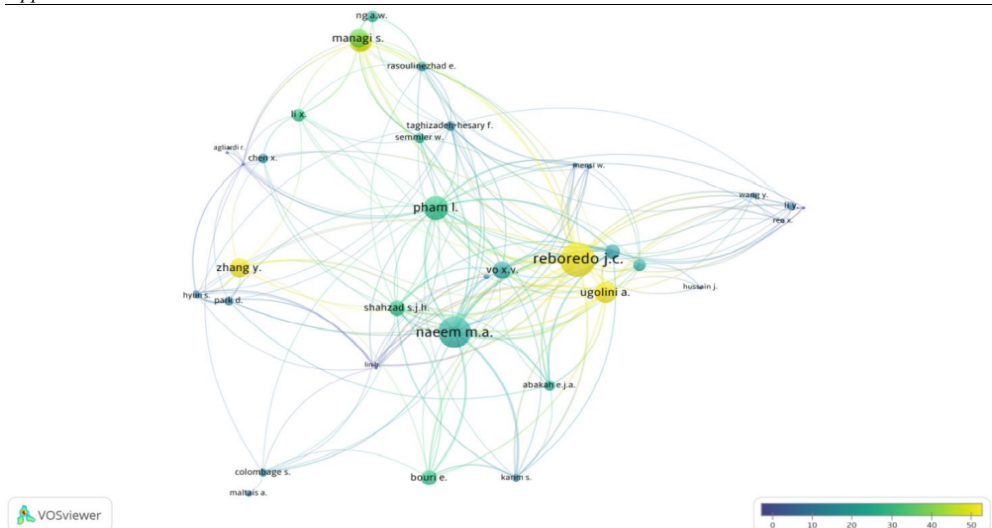 ng a.w.
managi s.
rasoulinezhad e.
li x.
taghizadeh-hesary f.
semmler w.
agliardi r.
chen x.
mensi w.
wang y.
li y.
ren x.
pham l.
reboredo j.c.
zhang y.
vo x.v.
hussain j.
ugolini a.
hyun s.
park d.
shahzad s.j.h.
naeem m.a.
abakah e.j.a.
colombage s.
bouri e.
karim s.
maltais a.
VOSviewer
0 10 20 30 40 50